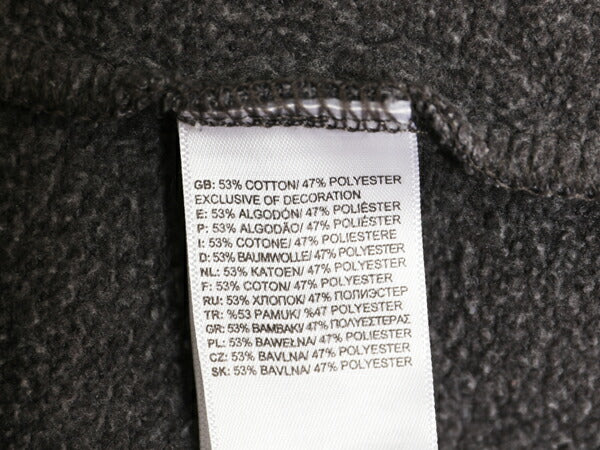 GB: 53% COTTON/ 47% POLYESTER
EXCLUSIVE OF DECORATION
E: 53% ALGODÓN/ 47% POLIÉSTER
P: 53% ALGODÃO/ 47% POLIÉSTER
I: 53% COTONE/ 47% POLIESTERE
D: 53% BAUMWOLLE/ 47% POLYESTER
NL: 53% KATOEN/ 47% POLYESTER
F: 53% COTON/ 47% POLYESTER
RU: 53% ХЛОПОК/ 47% ПОЛИЭСТЕР
TR: %53 PAMUK/ %47 POLYESTER
GR: 53% ΒΑΜΒΑΚΙ/ 47% ΠΟΛΥΕΣΤΕΡΑΣ
PL: 53% BAWEŁNA/ 47% POLYESTER
CZ: 53% BAVLNA/ 47% POLYESTER
SK: 53% BAVLNA/ 47% POLYESTER